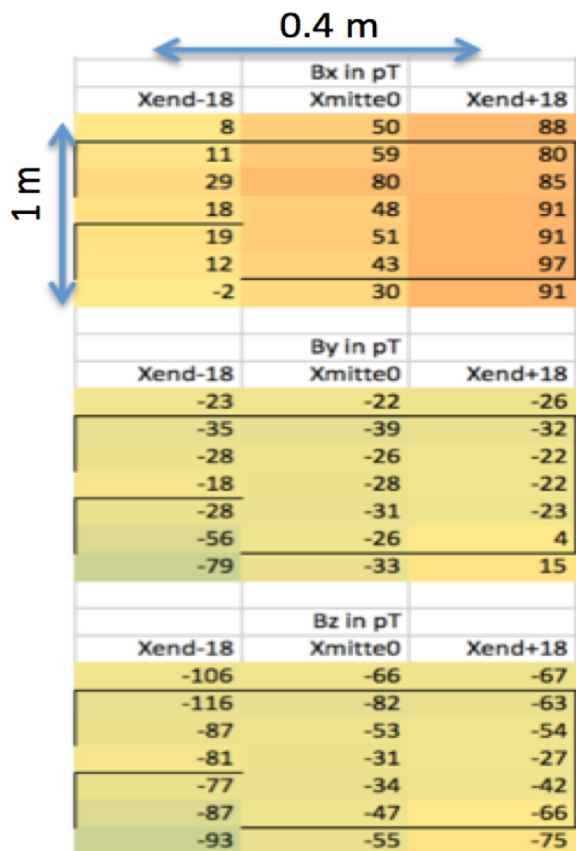 0.4 m
1 m
Bx in pT
Xend-18 Xmitte0 Xend+18
8 50 88
11 59 80
29 80 85
18 48 91
19 51 91
12 43 97
-2 30 91
By in pT
Xend-18 Xmitte0 Xend+18
-23 -22 -26
-35 -39 -32
-28 -26 -22
-18 -28 -22
-28 -31 -23
-56 -26 4
-79 -33 15
Bz in pT
Xend-18 Xmitte0 Xend+18
-106 -66 -67
-116 -82 -63
-87 -53 -54
-81 -31 -27
-77 -34 -42
-87 -47 -66
-93 -55 -75